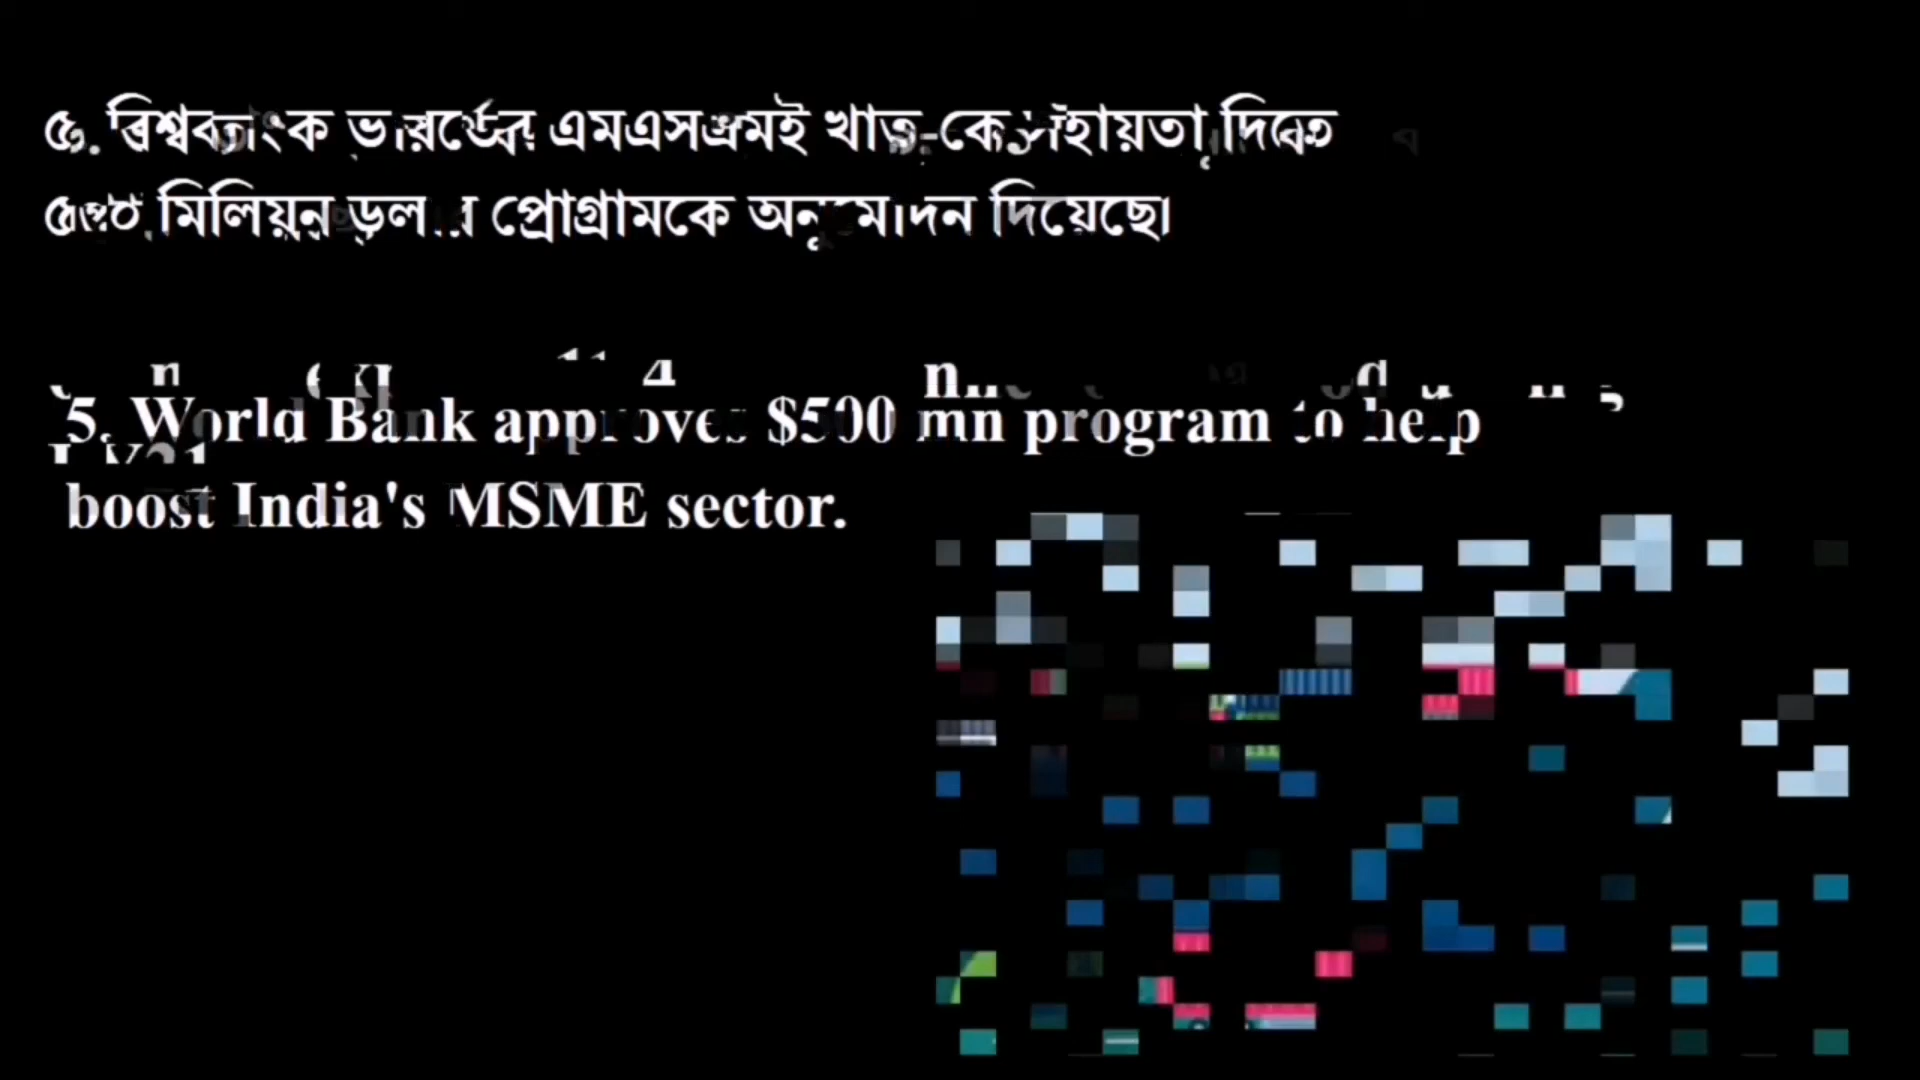 ৫. বিশ্বব্যাংক ভারতের এমএসএমই খাত-কে সহায়তা দিতে
৫০০ মিলিয়ন ডলার প্রোগ্রামকে অনুমোদন দিয়েছে।
5. World Bank approves $500 mn program to help
boost India's MSME sector.